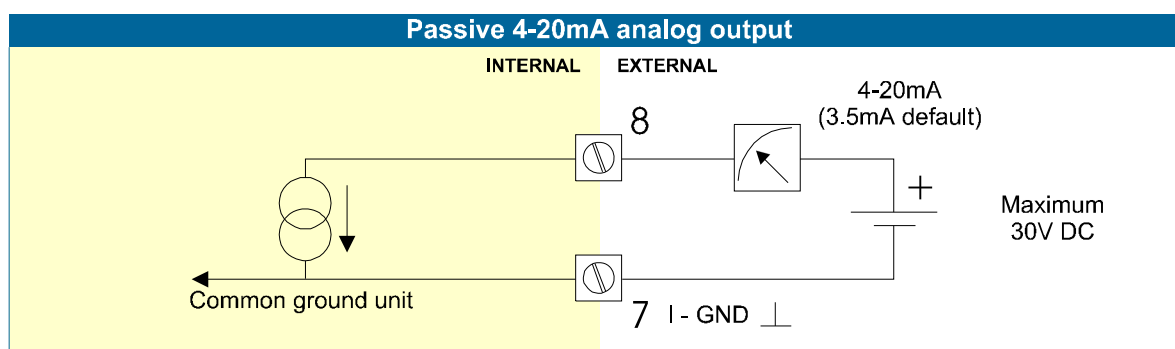 Passive 4-20mA analog output
INTERNAL EXTERNAL
8
4-20mA
(3.5mA default)
+
Maximum
30V DC
Common ground unit
7 I - GND ⊥